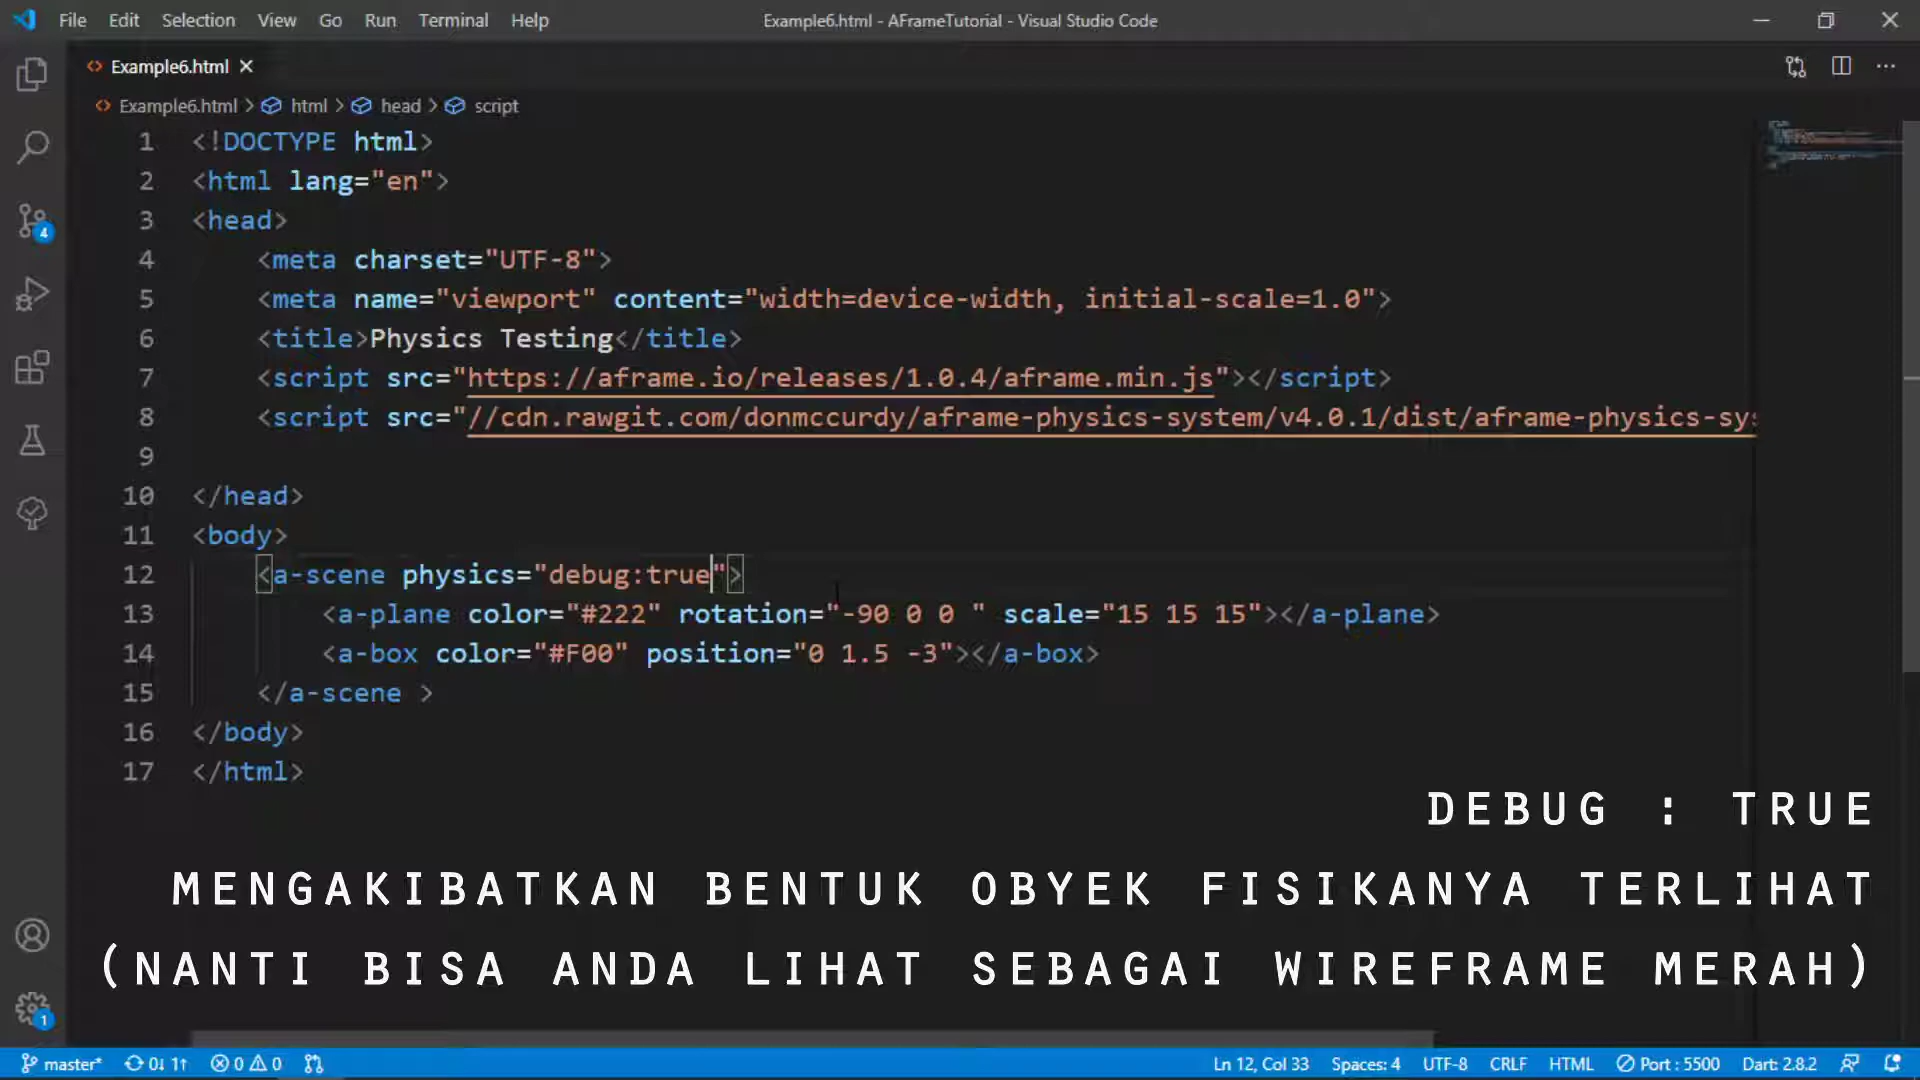 File Edit Selection View Go Run Terminal Help Example6.html - AFrameTutorial - Visual Studio Code
Example6.html
Example6.html > html > head > script
1 <!DOCTYPE html>
2 <html lang="en">
3 <head>
4 <meta charset="UTF-8">
5 <meta name="viewport" content="width=device-width, initial-scale=1.0">
6 <title>Physics Testing</title>
7 <script src="https://aframe.io/releases/1.0.4/aframe.min.js"></script>
8 <script src="//cdn.rawgit.com/donmccurdy/aframe-physics-system/v4.0.1/dist/aframe-physics-sys
9
10 </head>
11 <body>
12 <a-scene physics="debug:true">
13 <a-plane color="#222" rotation="-90 0 0 " scale="15 15 15"></a-plane>
14 <a-box color="#F00" position="0 1.5 -3"></a-box>
15 </a-scene >
16 </body>
17 </html>
DEBUG : TRUE
MENGAKIBATKAN BENTUK OBYEK FISIKANYA TERLIHAT
(NANTI BISA ANDA LIHAT SEBAGAI WIREFRAME MERAH)
4
1
master* 0↓ 1↑ 0 0 Ln 12, Col 33 Spaces: 4 UTF-8 CRLF HTML Port : 5500 Dart: 2.8.2